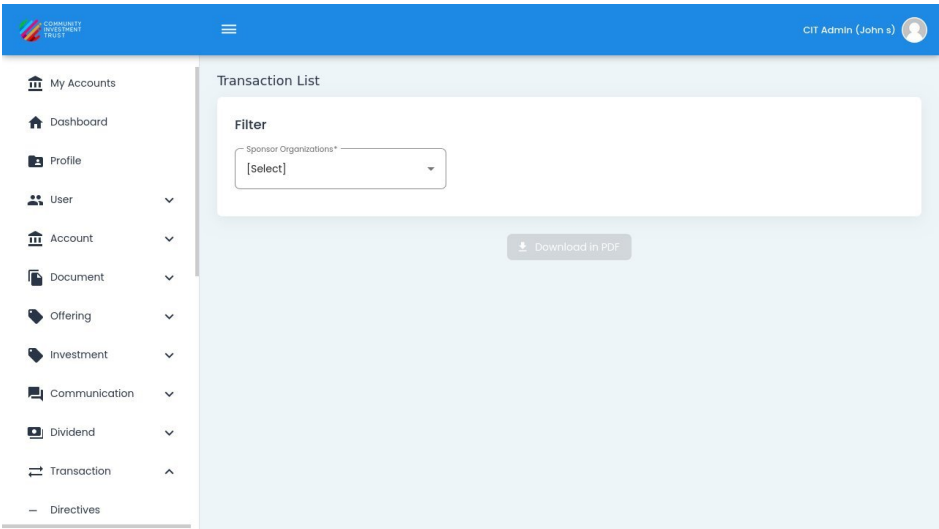 COMMUNITY
INVESTMENT
TRUST
CIT Admin (John s)
My Accounts
Dashboard
Profile
User
Account
Document
Offering
Investment
Communication
Dividend
Transaction
Directives
Transaction List
Filter
Sponsor Organizations*
[Select]
Download in PDF